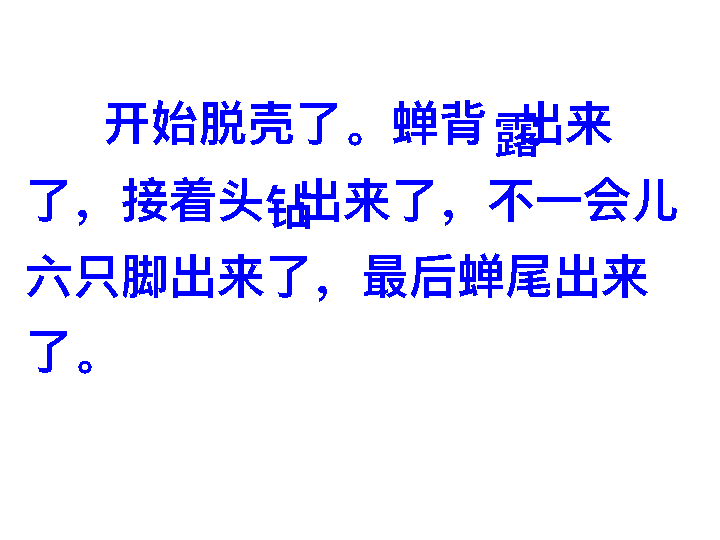 开始脱壳了。蝉背露出来
了，接着头钻出来了，不一会儿
六只脚出来了，最后蝉尾出来
了。